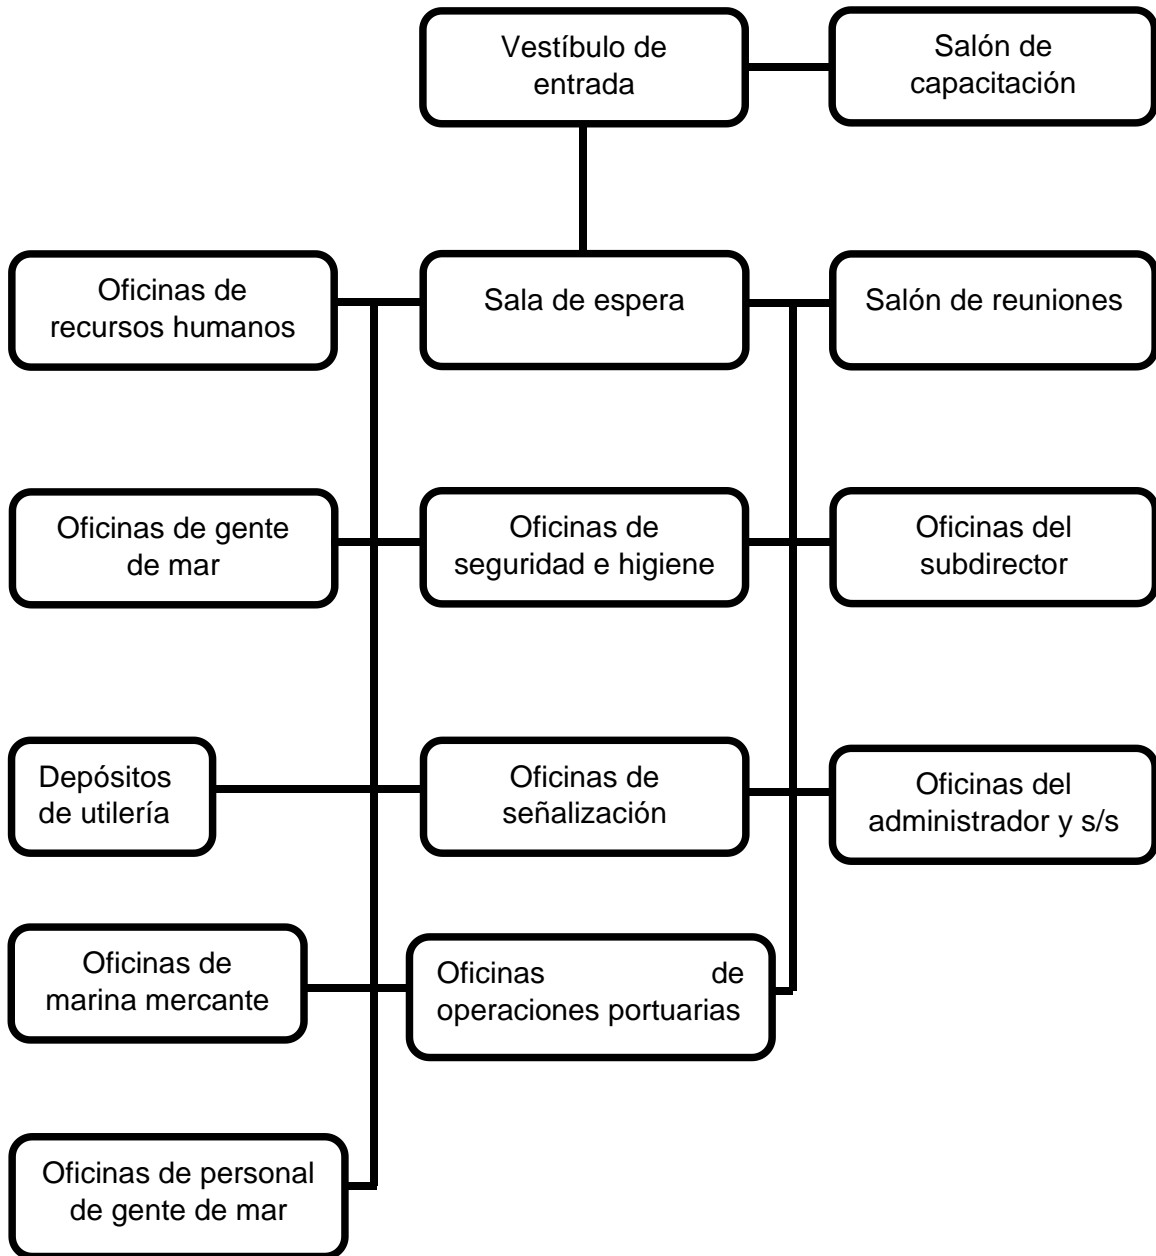 Vestíbulo de
entrada
Salón de
capacitación
Oficinas de
recursos humanos
Sala de espera
Salón de reuniones
Oficinas de gente
de mar
Oficinas de
seguridad e higiene
Oficinas del
subdirector
Depósitos
de utilería
Oficinas de
señalización
Oficinas del
administrador y s/s
Oficinas de
marina mercante
Oficinas de
operaciones portuarias
Oficinas de personal
de gente de mar